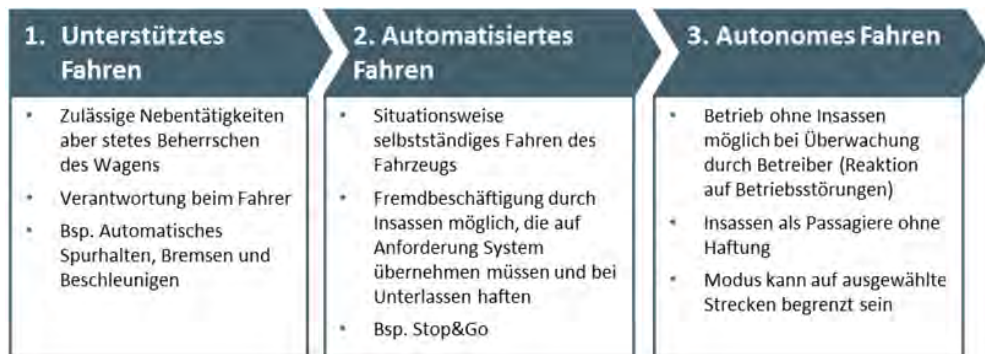 1. Unterstütztes
Fahren
• Zulässige Nebentätigkeiten
aber stetes Beherrschen
des Wagens
• Verantwortung beim Fahrer
• Bsp. Automatisches
Spurhalten, Bremsen und
Beschleunigen
2. Automatisiertes
Fahren
• Situationsweise
selbstständiges Fahren des
Fahrzeugs
• Fremdbeschäftigung durch
Insassen möglich, die auf
Anforderung System
übernehmen müssen und bei
Unterlassen haften
• Bsp. Stop&Go
3. Autonomes Fahren
• Betrieb ohne Insassen
möglich bei Überwachung
durch Betreiber (Reaktion
auf Betriebsstörungen)
• Insassen als Passagiere ohne
Haftung
• Modus kann auf ausgewählte
Strecken begrenzt sein